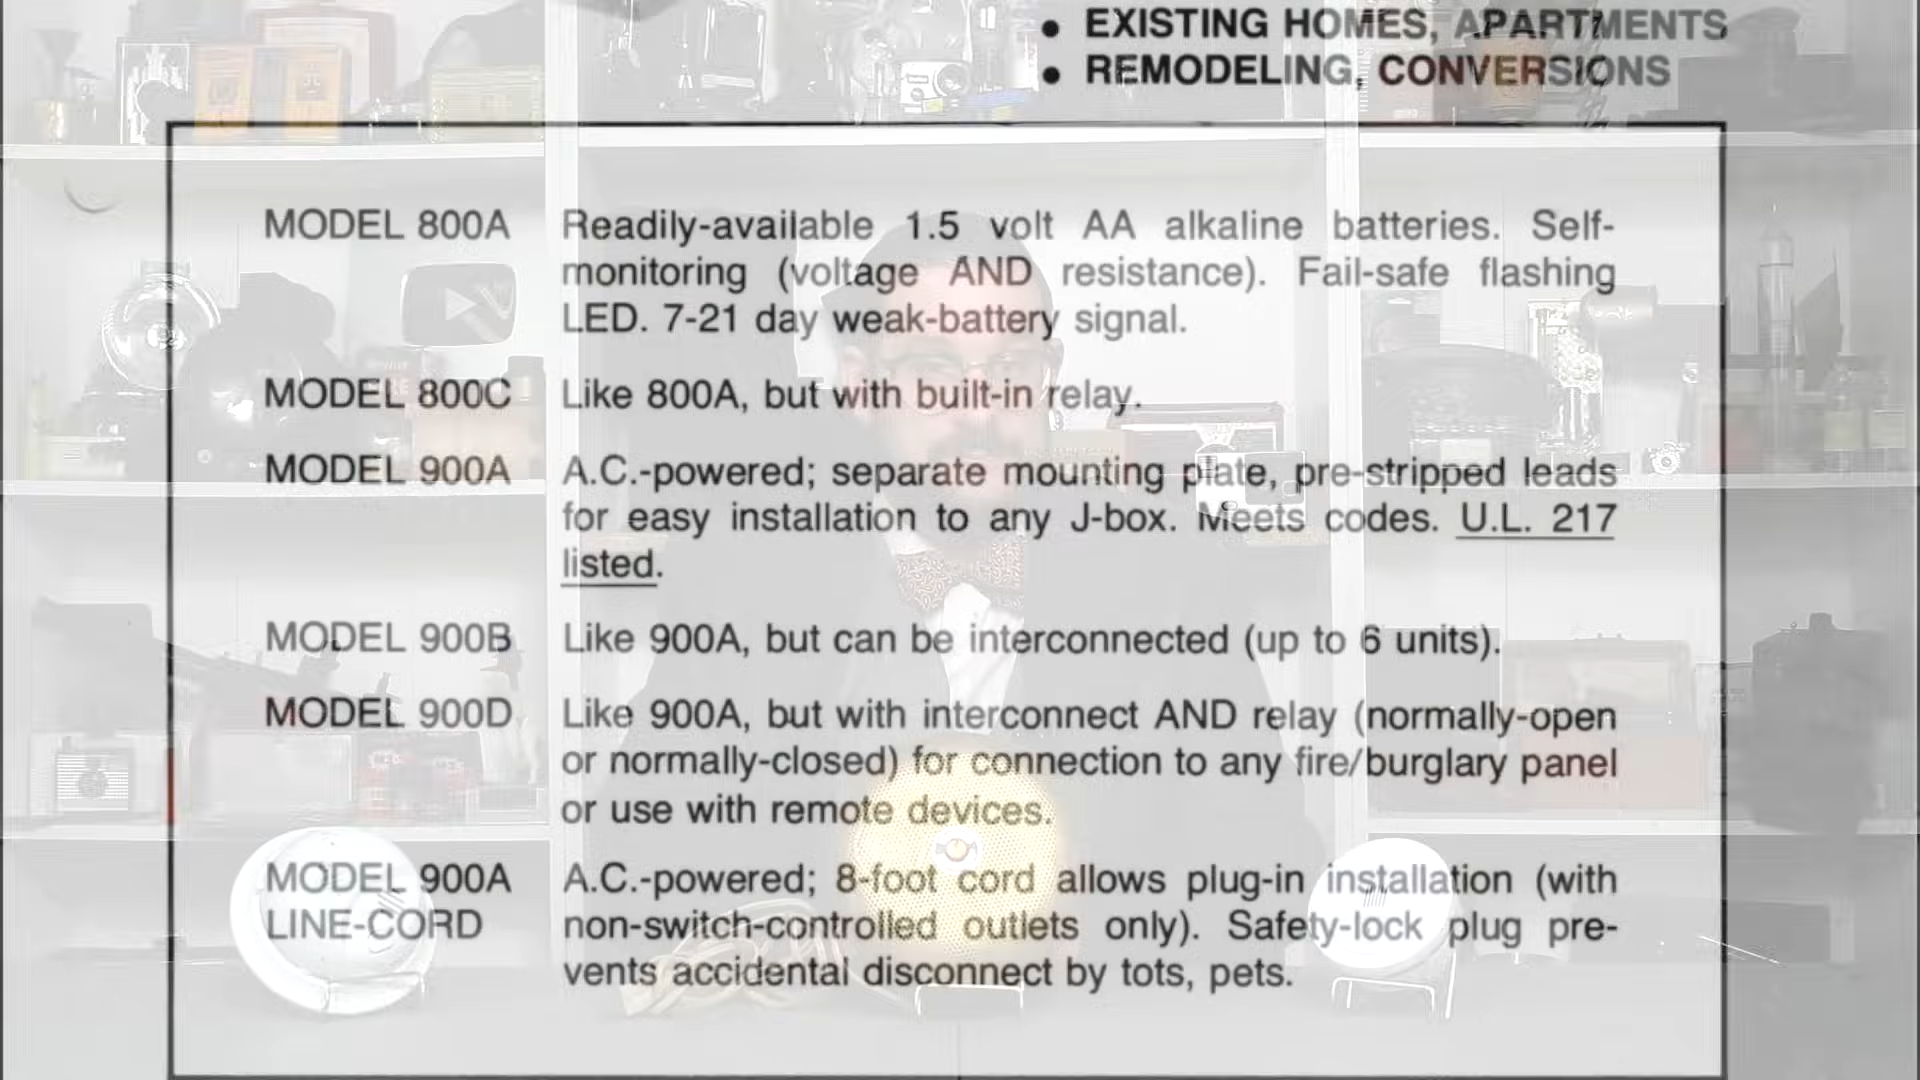 • EXISTING HOMES, APARTMENTS
• REMODELING, CONVERSIONS
MODEL 800A Readily-available 1.5 volt AA alkaline batteries. Self-
monitoring (voltage AND resistance). Fail-safe flashing
LED. 7-21 day weak-battery signal.
MODEL 800C Like 800A, but with built-in relay.
MODEL 900A A.C.-powered; separate mounting plate, pre-stripped leads
for easy installation to any J-box. Meets codes. U.L. 217
listed.
MODEL 900B Like 900A, but can be interconnected (up to 6 units).
MODEL 900D Like 900A, but with interconnect AND relay (normally-open
or normally-closed) for connection to any fire/burglary panel
or use with remote devices.
MODEL 900A A.C.-powered; 8-foot cord allows plug-in installation (with
LINE-CORD non-switch-controlled outlets only). Safety-lock plug pre-
vents accidental disconnect by tots, pets.